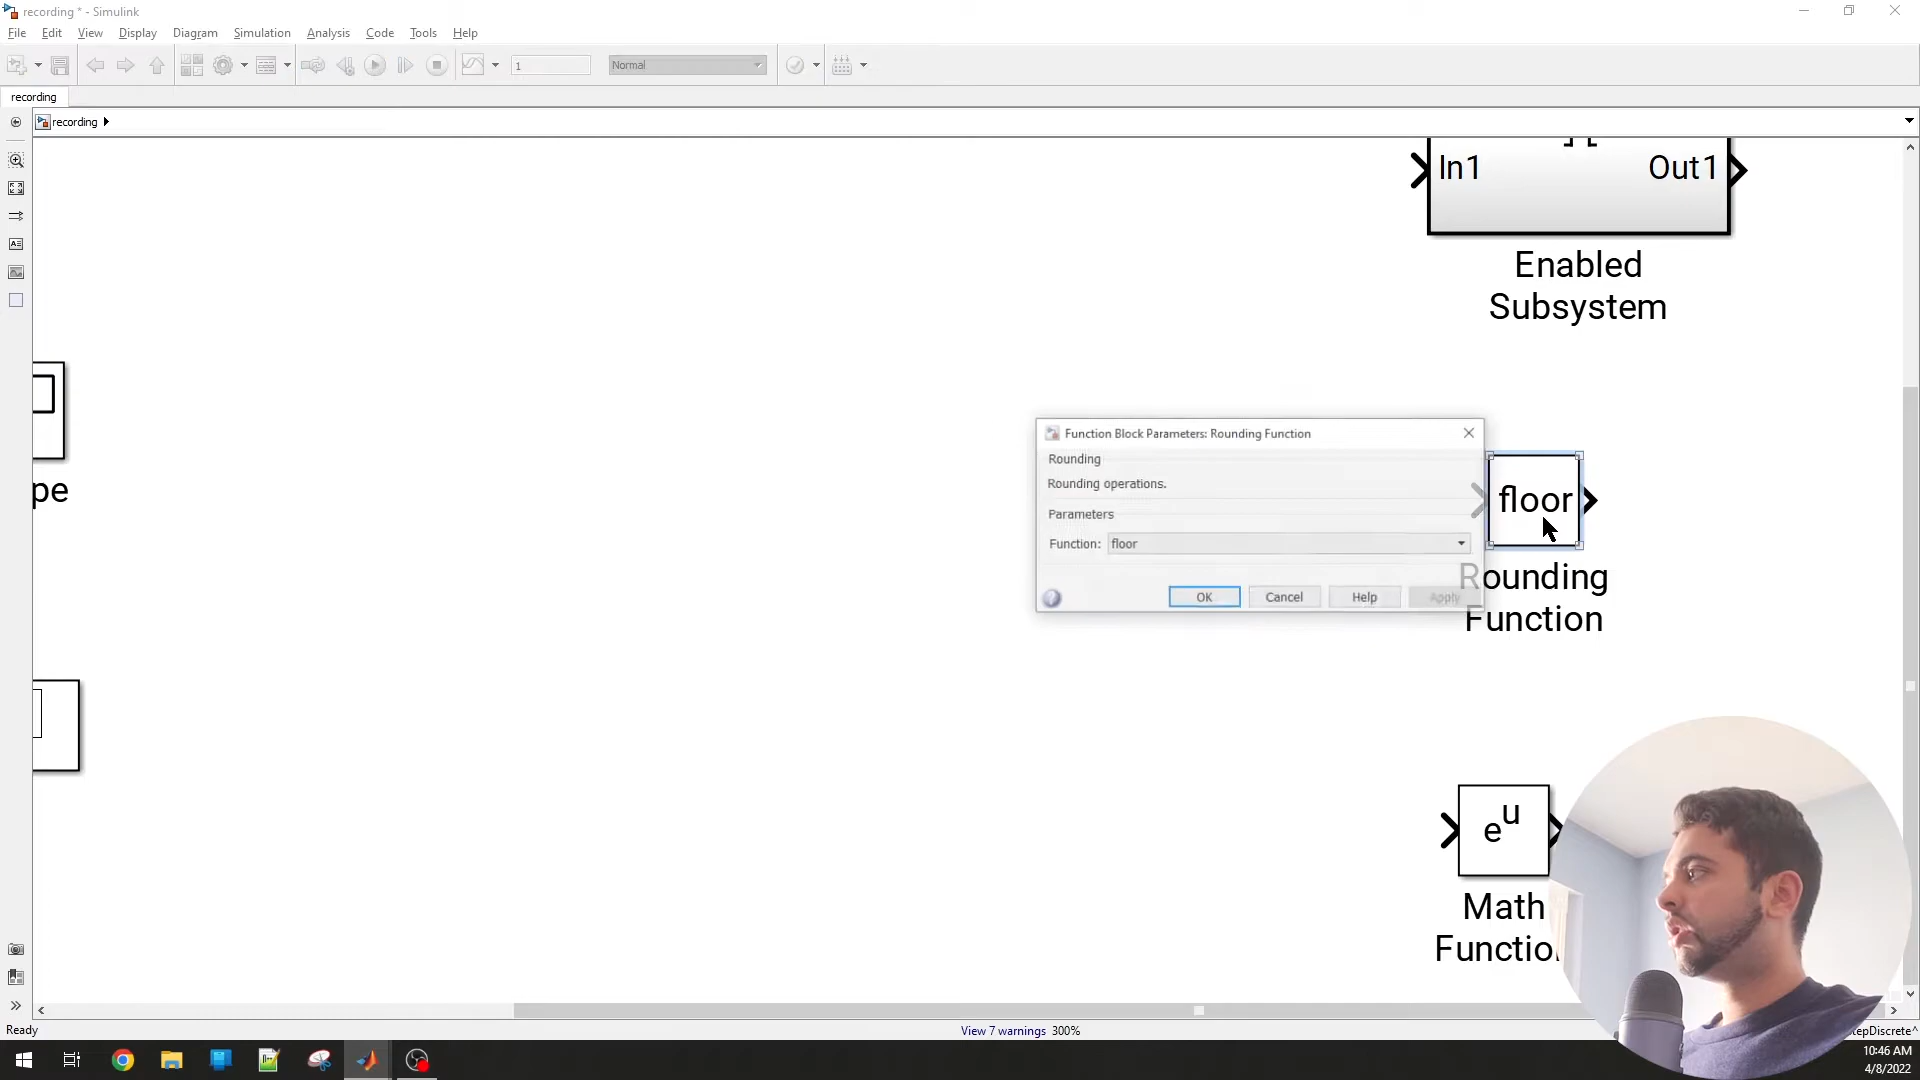 recording * - Simulink
File Edit View Display Diagram Simulation Analysis Code Tools Help
1
Normal
recording
recording
In1 Out1
Enabled
Subsystem
pe
Function Block Parameters: Rounding Function
Rounding
Rounding operations.
Parameters
Function: floor
OK Cancel Help Apply
floor
Rounding
Function
e^u
Math
Function
Ready
View 7 warnings 300%
tepDiscrete
10:46 AM
4/8/2022